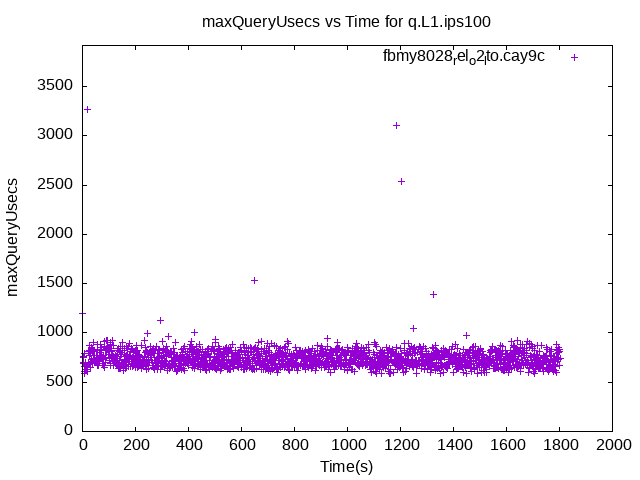 maxQueryUsecs vs Time for q.L1.ips100
fbmy8028relo2lto.cay9c
maxQueryUsecs
3500
3000
2500
2000
1500
1000
500
0
0 200 400 600 800 1000 1200 1400 1600 1800 2000
Time(s)